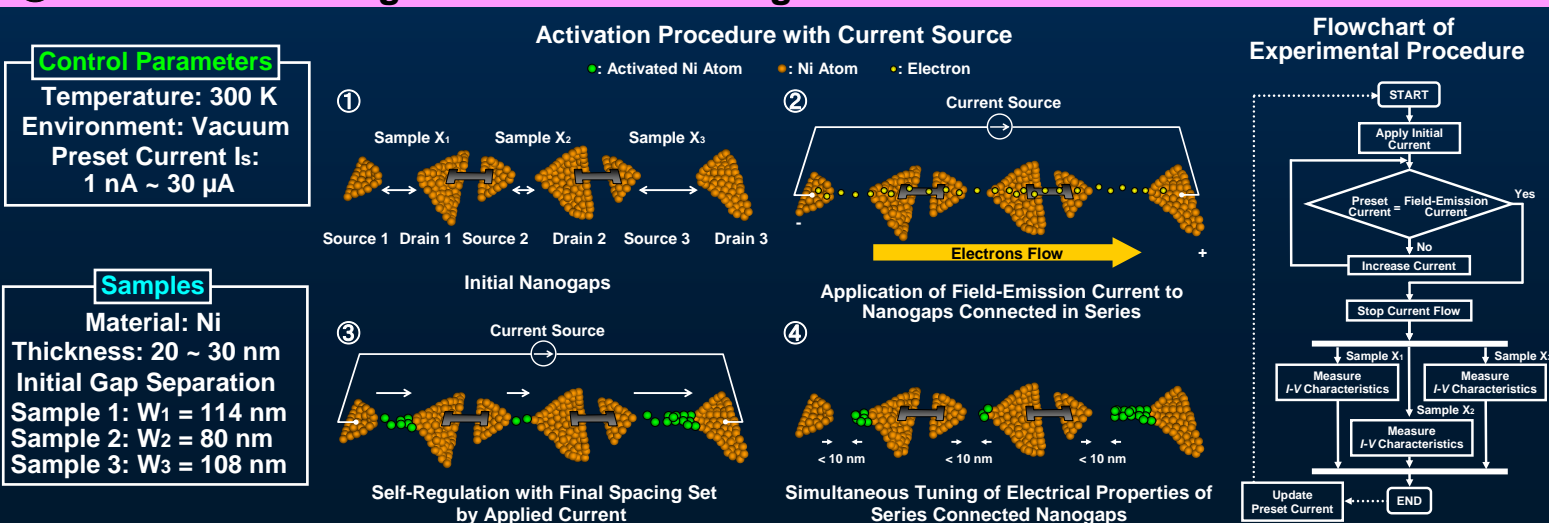 Control Parameters
Temperature: 300 K
Environment: Vacuum
Preset Current Is:
1 nA ~ 30 µA
Samples
Material: Ni
Thickness: 20 ~ 30 nm
Initial Gap Separation
Sample 1: W1 = 114 nm
Sample 2: W2 = 80 nm
Sample 3: W3 = 108 nm
Activation Procedure with Current Source
: Activated Ni Atom : Ni Atom : Electron
①
Sample X1 Sample X2 Sample X3
Source 1 Drain 1 Source 2 Drain 2 Source 3 Drain 3
Initial Nanogaps
②
Current Source
- +
Electrons Flow
Application of Field-Emission Current to
Nanogaps Connected in Series
③
Current Source
Self-Regulation with Final Spacing Set
by Applied Current
④
< 10 nm < 10 nm < 10 nm
Simultaneous Tuning of Electrical Properties of
Series Connected Nanogaps
Flowchart of
Experimental Procedure
START
Apply Initial
Current
Preset
Current
=
Field-Emission
Current
Yes
No
Increase Current
Stop Current Flow
Sample X1
Measure
I-V Characteristics
Sample X2
Measure
I-V Characteristics
Sample X
Measure
I-V Characteristics
Update
Preset Current
END